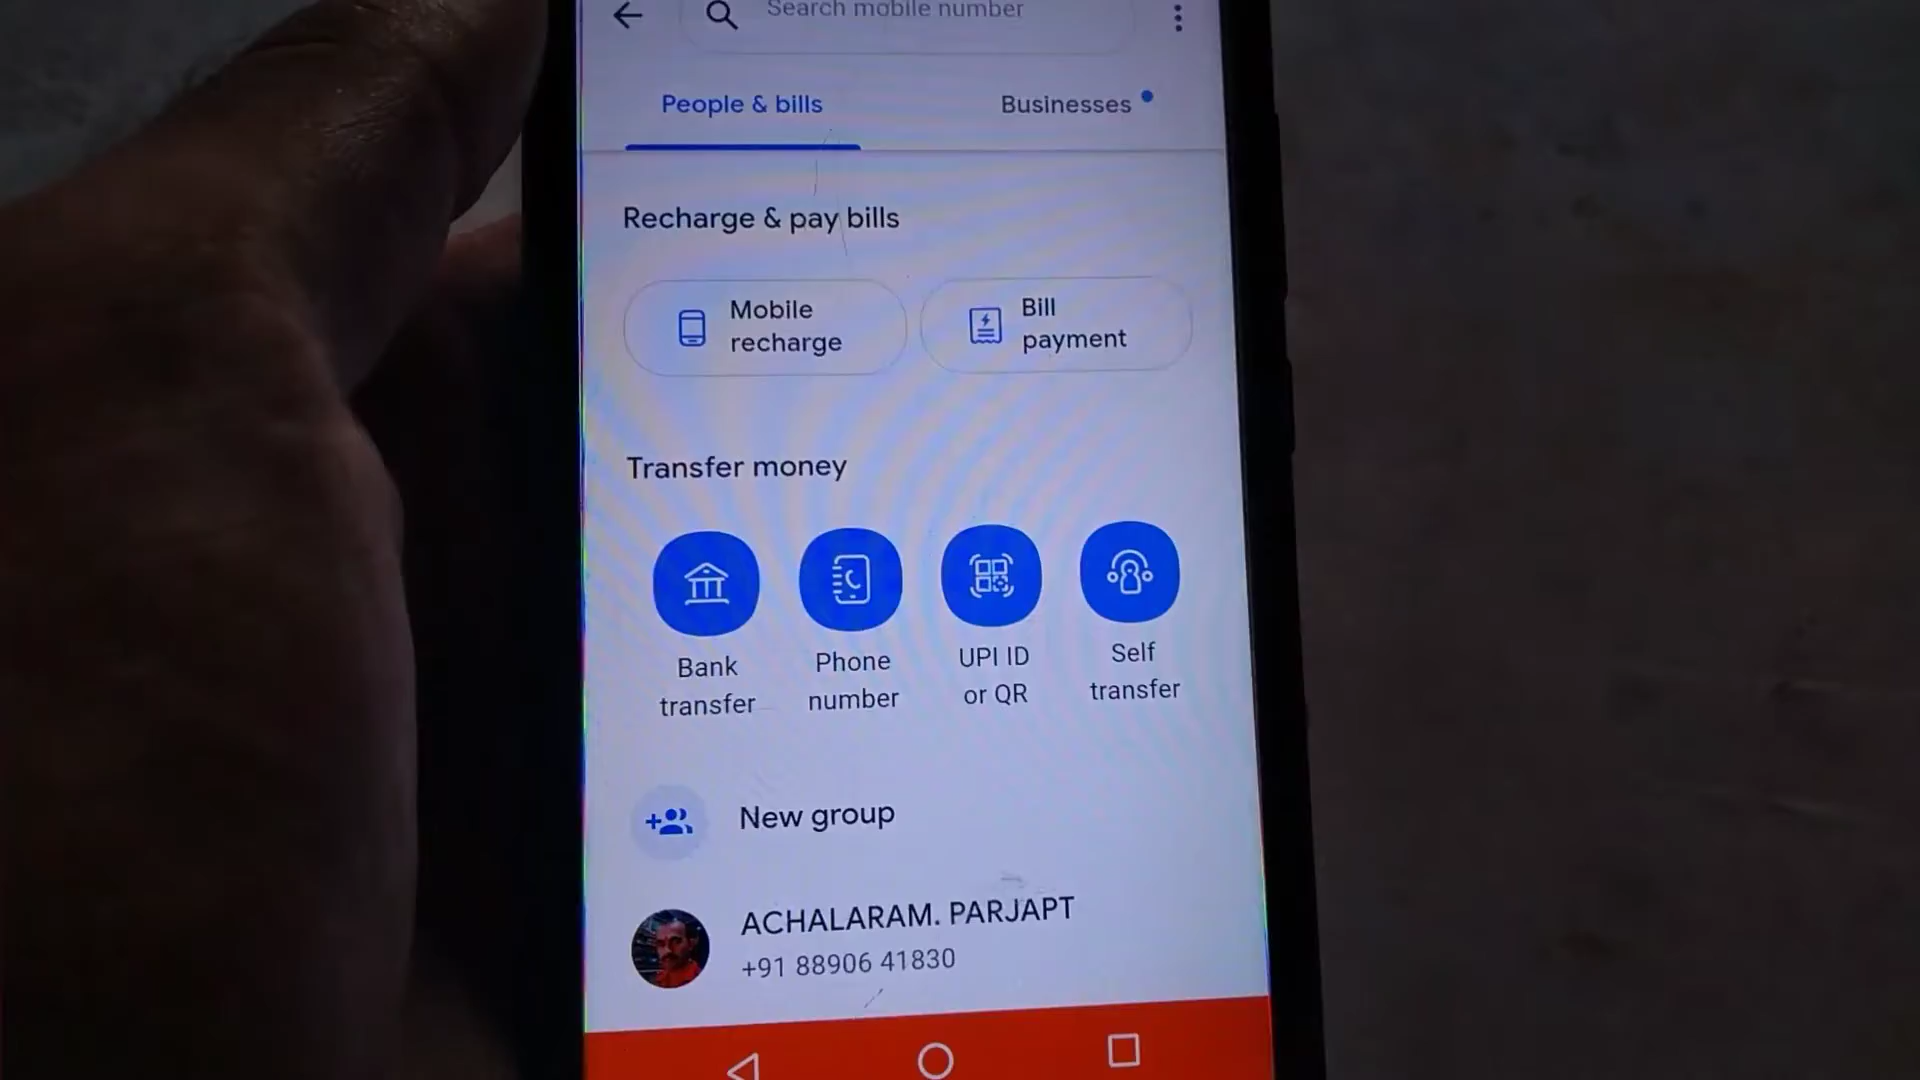 Search mobile number
People & bills
Businesses
Recharge & pay bills
Mobile
recharge
Bill
payment
Transfer money
Bank
transfer
Phone
number
UPI ID
or QR
Self
transfer
New group
ACHALARAM. PARJAPT
+91 88906 41830